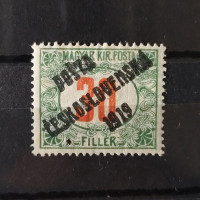 MAGYAR KIR. POSTA
POŠTA
ČESKOSLOVENSKÁ
1919
30
FILLÉR